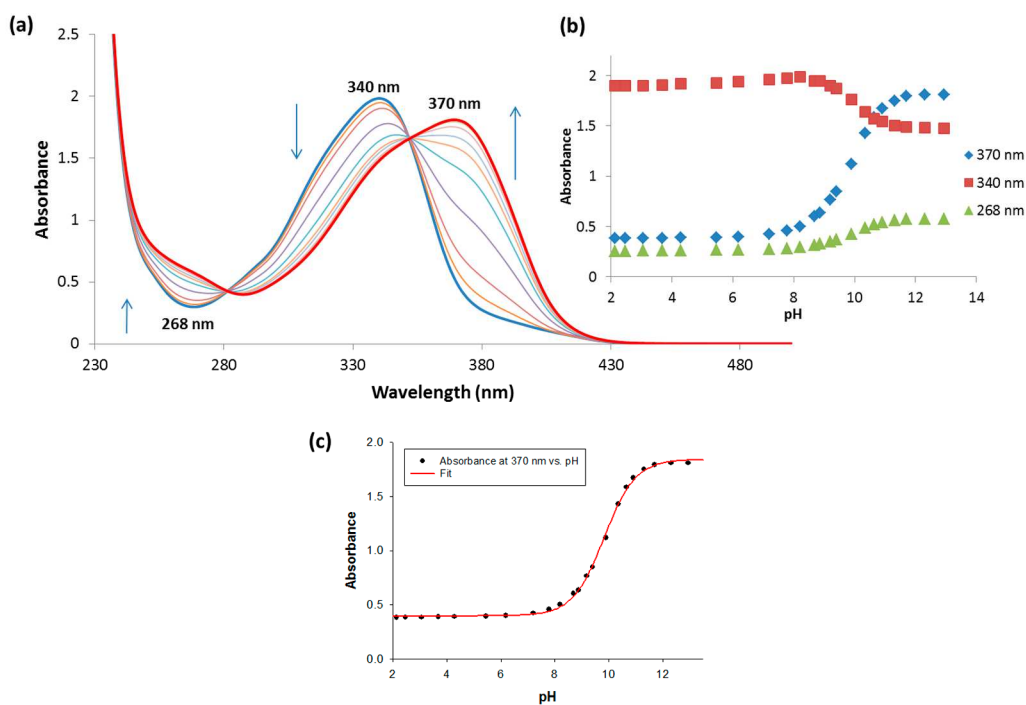 (a)
2.5
2
1.5
1
0.5
0
Absorbance
340 nm
370 nm
268 nm
230
280
330
380
430
480
Wavelength (nm)
(b)
2
1.5
1
0.5
0
Absorbance
2
4
6
8
10
12
14
pH
370 nm
340 nm
268 nm
(c)
2.0
1.5
1.0
0.5
0.0
Absorbance
Absorbance at 370 nm vs. pH
Fit
2
4
6
8
10
12
pH